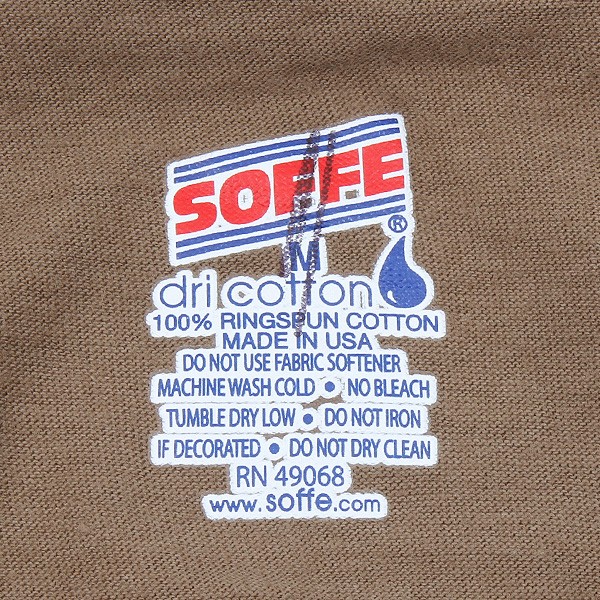 SOFFE
®
M
dri cotton
100% RINGSPUN COTTON
MADE IN USA
DO NOT USE FABRIC SOFTENER
MACHINE WASH COLD • NO BLEACH
TUMBLE DRY LOW • DO NOT IRON
IF DECORATED • DO NOT DRY CLEAN
RN 49068
www.soffe.com